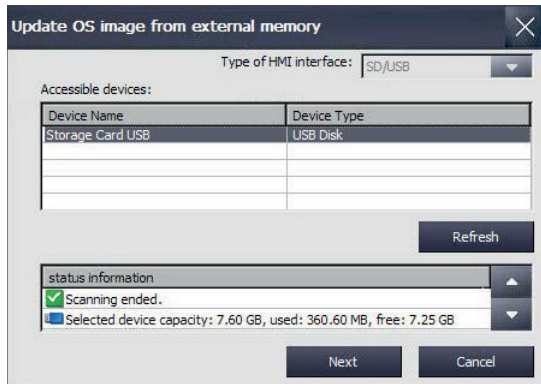 Update OS image from external memory
Type of HMI interface: SD/USB
Accessible devices:
Device Name Device Type
Storage Card USB USB Disk
Refresh
status information
Scanning ended.
Selected device capacity: 7.60 GB, used: 360.60 MB, free: 7.25 GB
Next Cancel